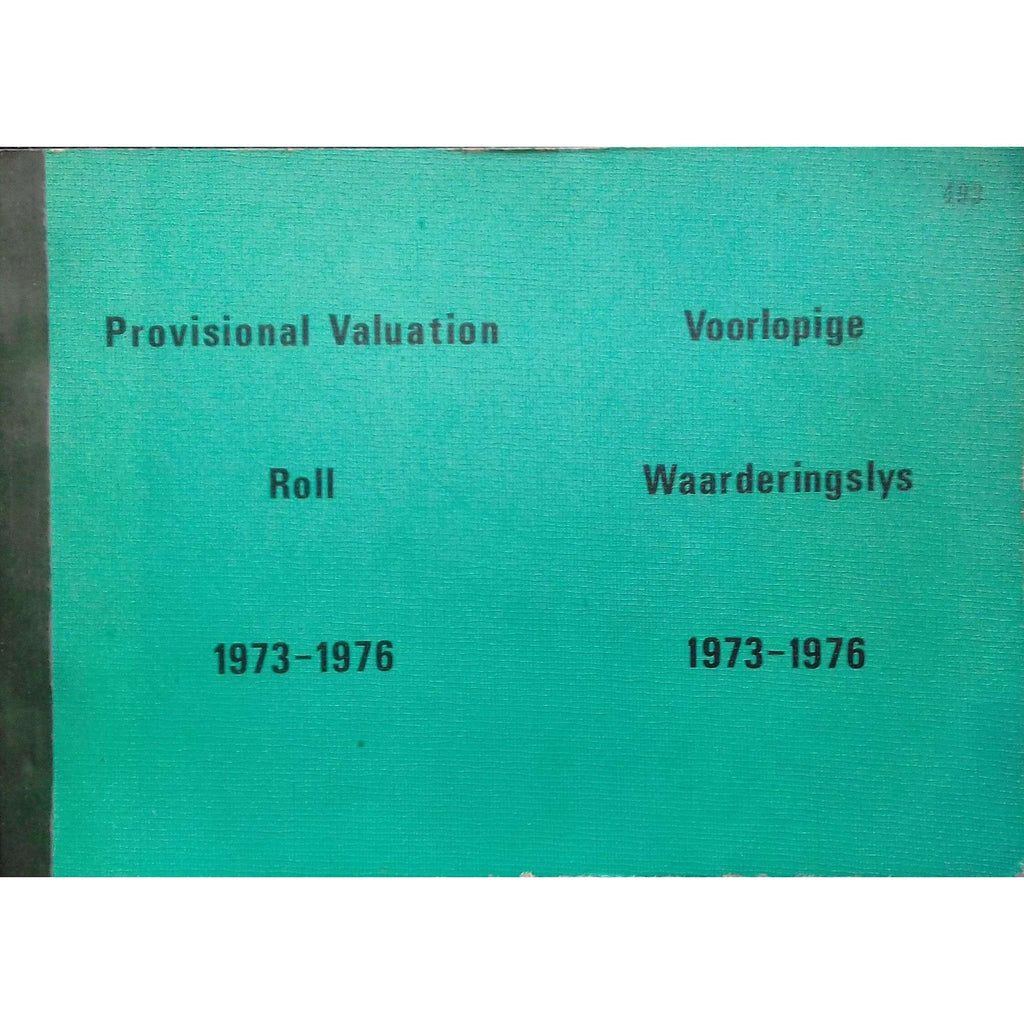 Provisional Valuation
Roll
1973-1976
Voorlopige
Waarderingslys
1973-1976